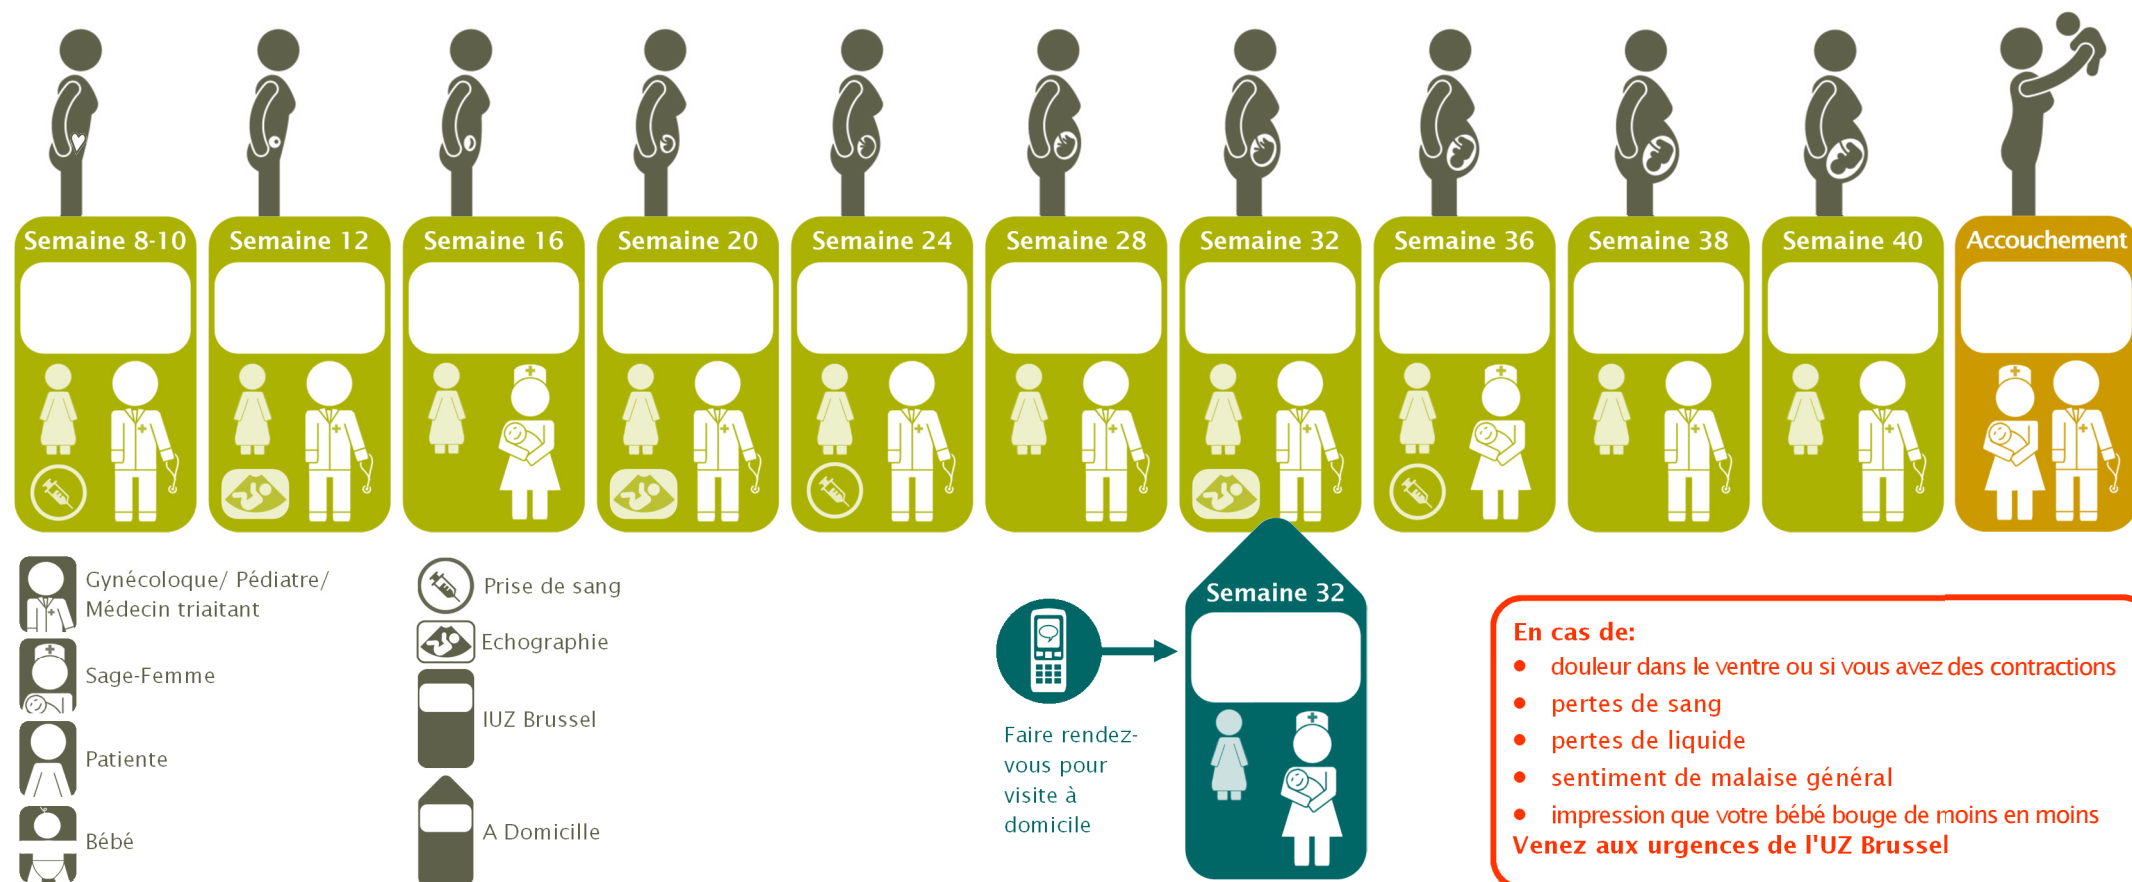 Semaine 8-10
Semaine 12
Semaine 16
Semaine 20
Semaine 24
Semaine 28
Semaine 32
Semaine 36
Semaine 38
Semaine 40
Accouchement
Gynécoloque/ Pédiatre/
Médecin triaitant
Sage-Femme
Patiente
Bébé
Prise de sang
Echographie
IUZ Brussel
A Domicille
Faire rendez-
vous pour
visite à
domicile
Semaine 32
En cas de:
• douleur dans le ventre ou si vous avez des contractions
• pertes de sang
• pertes de liquide
• sentiment de malaise général
• impression que votre bébé bouge de moins en moins
Venez aux urgences de l'UZ Brussel